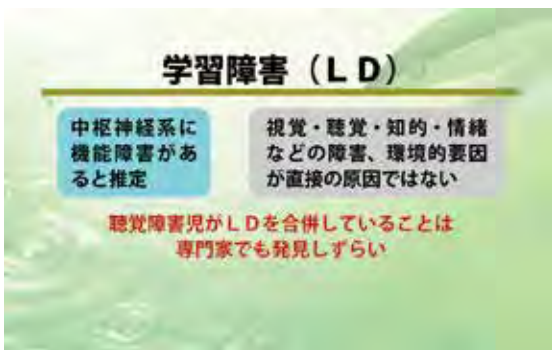 学習障害（ＬＤ）
中枢神経系に
機能障害があ
ると推定
視覚・聴覚・知的・情緒
などの障害、環境的要因
が直接の原因ではない
聴覚障害児がＬＤを合併していることは
専門家でも発見しずらい